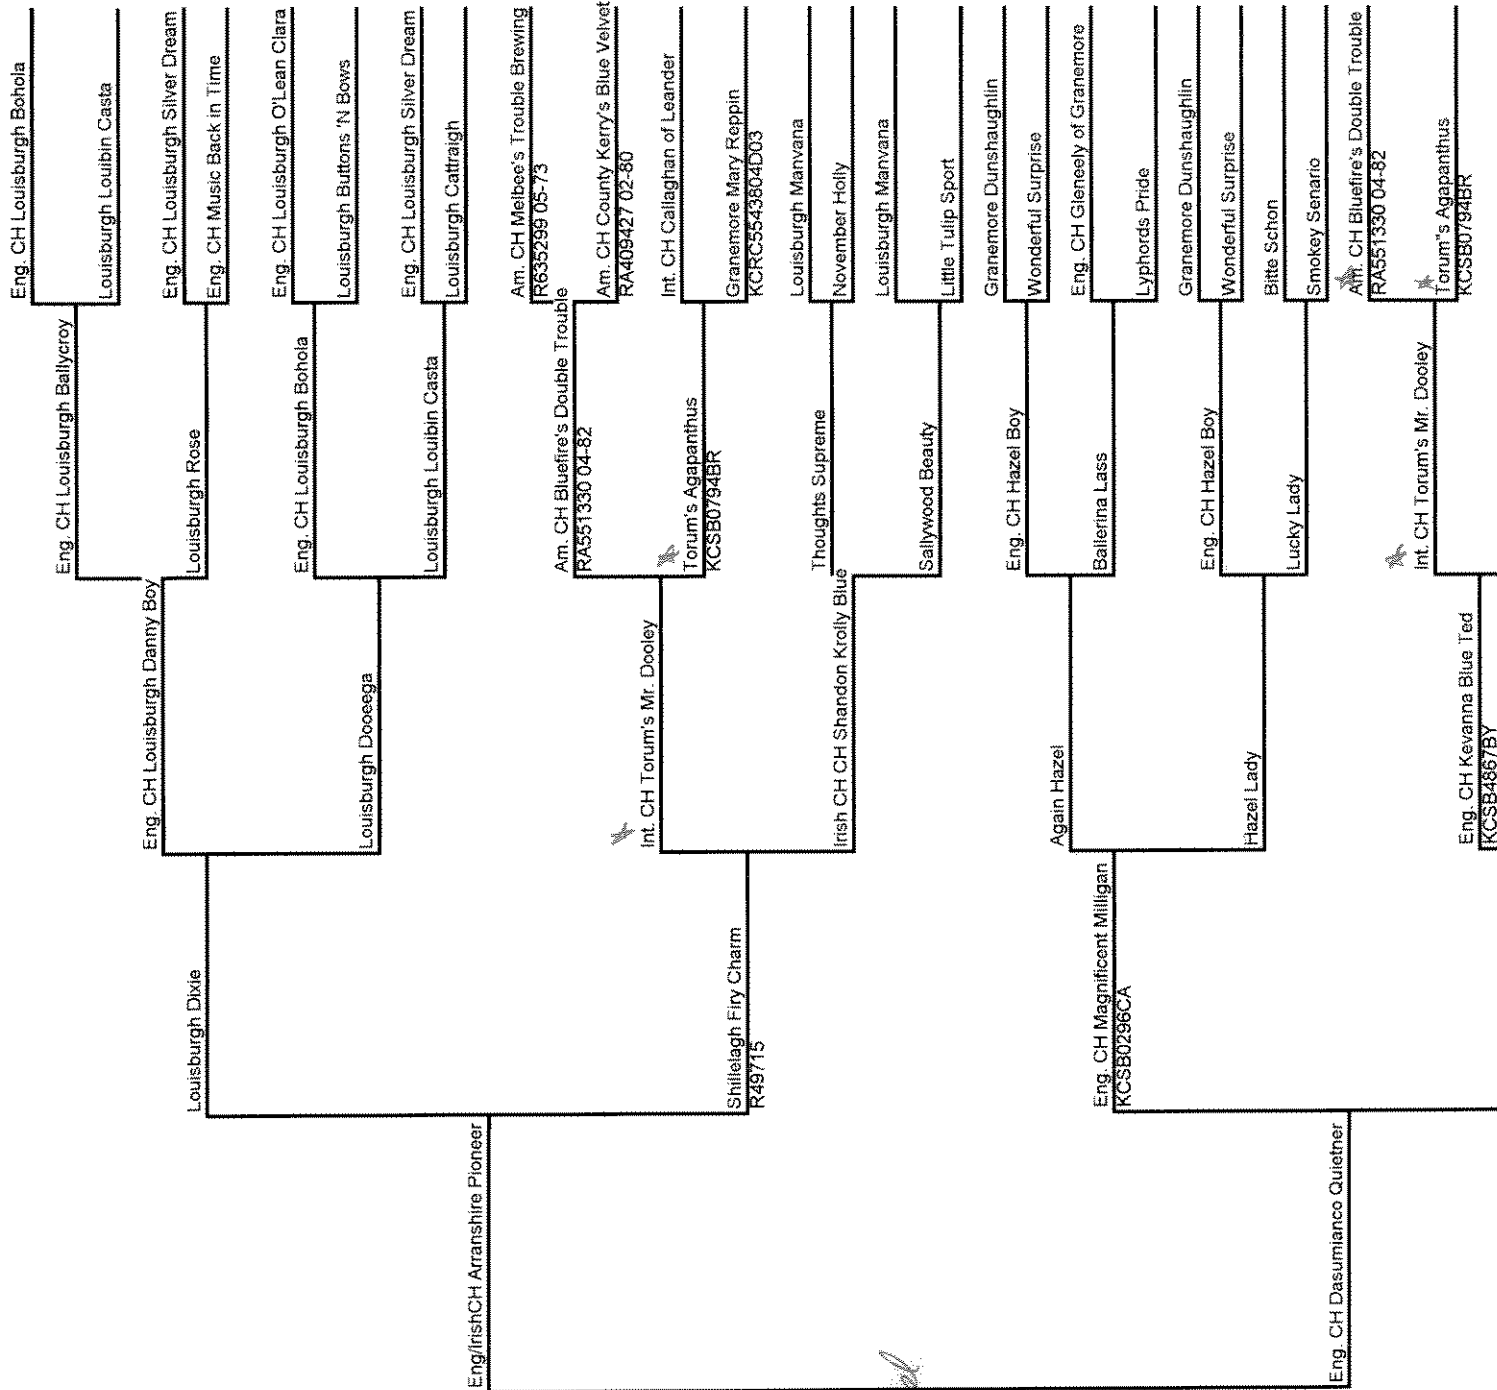 Eng/IrishCH Arranshire Pioneer
Eng. CH Dasumianco Quietner
Louisburgh Dixie
Shillelagh Firy Charm
R49715
Eng. CH Magnificent Milligan
KCSB0296CA
Eng. CH Louisburgh Danny Boy
Louisburgh Dooeega
Int. CH Torum's Mr. Dooley
Irish CH CH Shandon Krolly Blue
Again Hazel
Hazel Lady
Eng. CH Kevanna Blue Ted
KCSB4867BY
Eng. CH Louisburgh Ballycroy
Louisburgh Rose
Eng. CH Louisburgh Bohola
Louisburgh Louibin Casta
Am. CH Bluefire's Double Trouble
RA551330 04-82
Torum's Agapanthus
KCSB0794BR
Thoughts Supreme
Sallywood Beauty
Eng. CH Hazel Boy
Ballerina Lass
Eng. CH Hazel Boy
Lucky Lady
Int. CH Torum's Mr. Dooley
Eng. CH Louisburgh Bohola
Louisburgh Louibin Casta
Eng. CH Louisburgh Silver Dream
Eng. CH Music Back in Time
Eng. CH Louisburgh O'Lean Clara
Louisburgh Buttons 'N Bows
Eng. CH Louisburgh Silver Dream
Louisburgh Cattraigh
Am. CH Melbee's Trouble Brewing
R635299 05-73
Am. CH County Kerry's Blue Velvet
RA409427 02-80
Int. CH Callaghan of Leander
Granemore Mary Reppin
KCRC5543804D03
Louisburgh Manvana
November Holly
Louisburgh Manvana
Little Tulip Sport
Granemore Dunshaughlin
Wonderful Surprise
Eng. CH Gleneely of Granemore
Lyphords Pride
Granemore Dunshaughlin
Wonderful Surprise
Bitte Schon
Smokey Senario
Am. CH Bluefire's Double Trouble
RA551330 04-82
Torum"s Agapanthus
KCSB0794BR